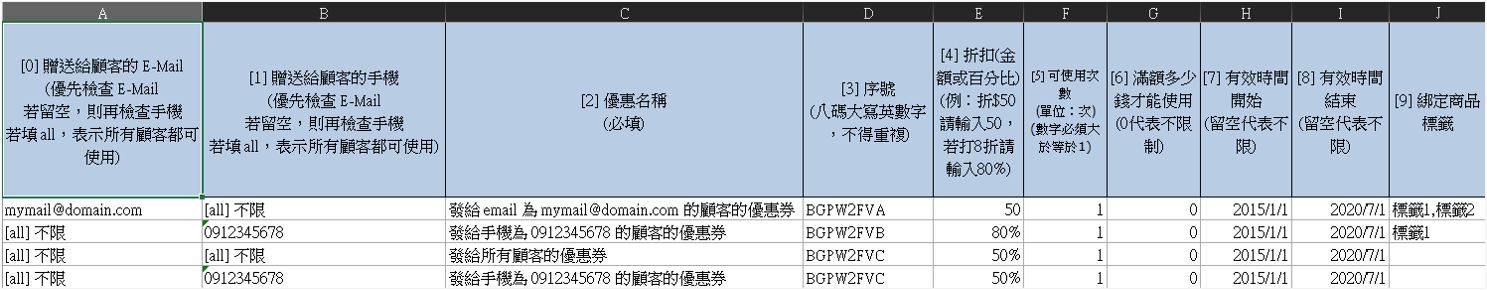 A B C D E F G H I J
[0] 贈送給顧客的 E-Mail
(優先檢查 E-Mail
若留空，則再檢查手機
若填 all，表示所有顧客都可
使用)
[1] 贈送給顧客的手機
(優先檢查 E-Mail
若留空，則再檢查手機
若填 all，表示所有顧客都可使用)
[2] 優惠名稱
(必填)
[3] 序號
(八碼大寫英數字
，不得重複)
[4] 折扣(金
額或百分比)
(例：折$50
請輸入50，
若打8折請
輸入80%)
[5] 可使用次
數
(單位：次)
(數字必須大
於等於1)
[6] 滿額多少
錢才能使用
(0代表不限
制)
[7] 有效時間
開始
(留空代表不
限)
[8] 有效時間
結束
(留空代表不
限)
[9] 綁定商品
標籤
mymail@domain.com [all] 不限 發給 email 為 mymail@domain.com 的顧客的優惠券 BGPW2FVA 50 1 0 2015/1/1 2020/7/1 標籤1,標籤2
[all] 不限 0912345678 發給手機為 0912345678 的顧客的優惠券 BGPW2FVB 80% 1 0 2015/1/1 2020/7/1 標籤1
[all] 不限 [all] 不限 發給所有顧客的優惠券 BGPW2FVC 50% 1 0 2015/1/1 2020/7/1
[all] 不限 0912345678 發給手機為 0912345678 的顧客的優惠券 BGPW2FVC 50% 1 0 2015/1/1 2020/7/1